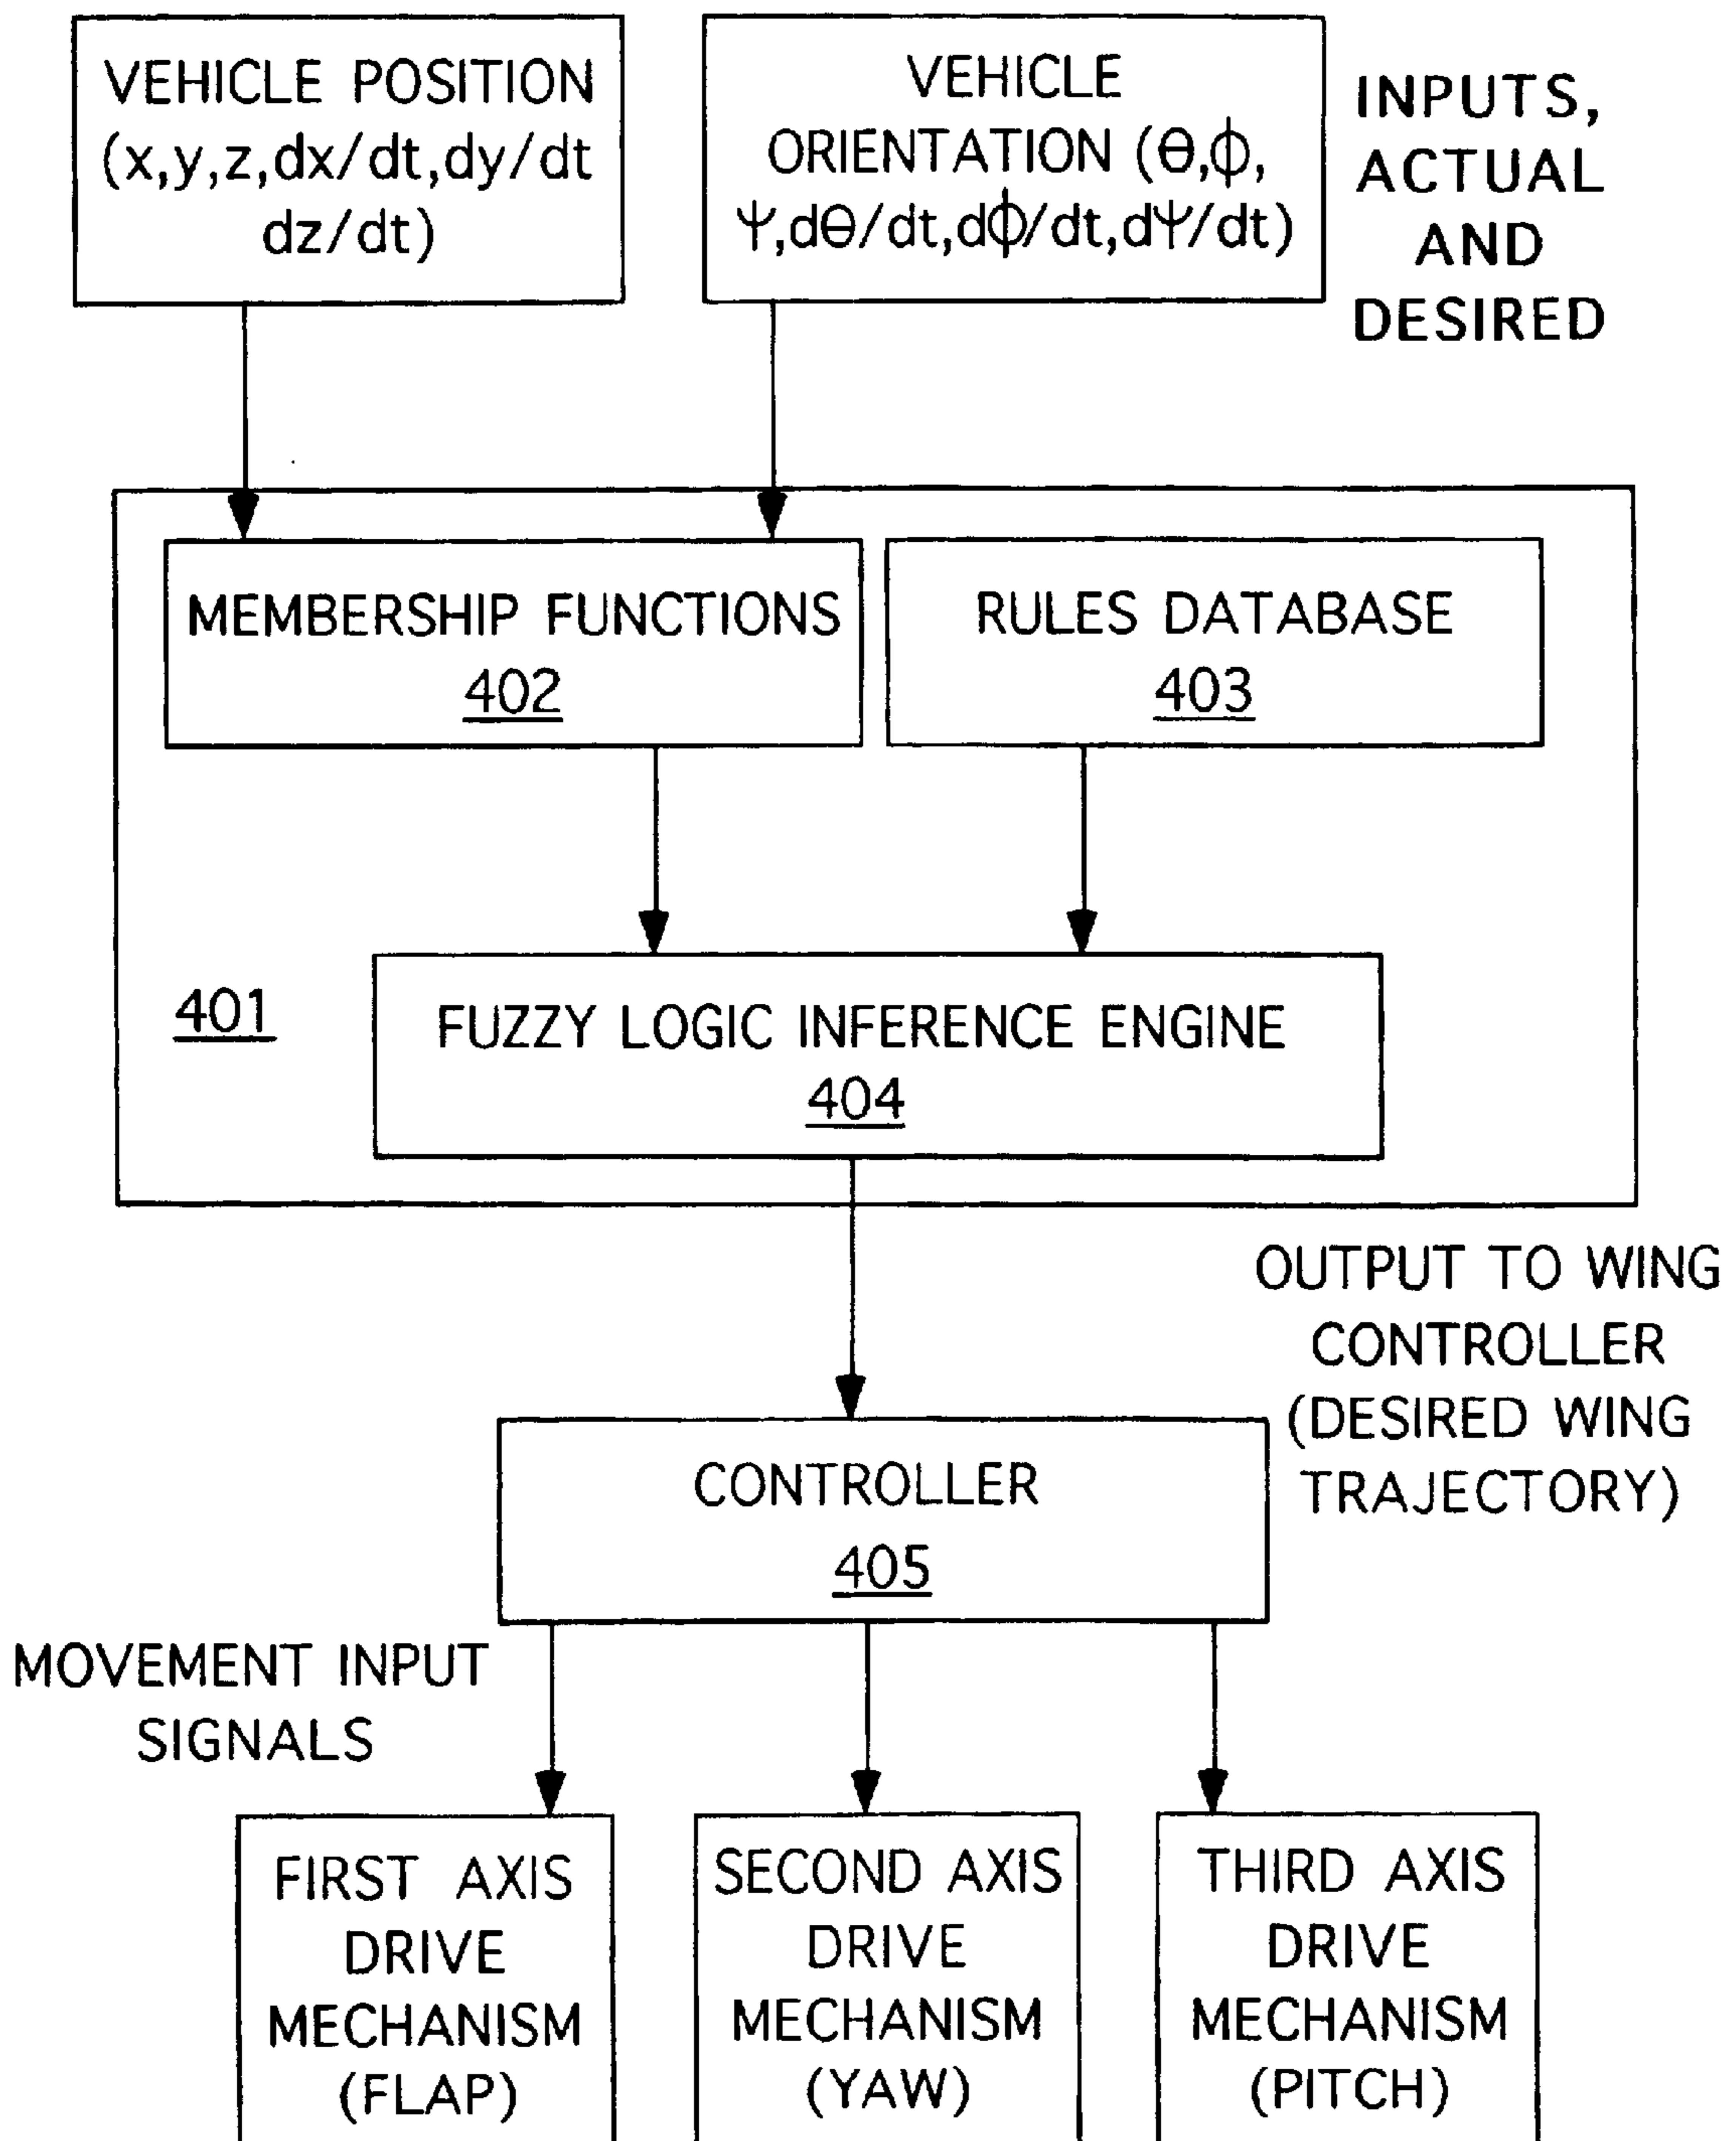 VEHICLE POSITION
(x,y,z,dx/dt,dy/dt
dz/dt)
VEHICLE
ORIENTATION (θ,ϕ,
Ψ,dθ/dt,dϕ/dt,dΨ/dt)
INPUTS,
ACTUAL
AND
DESIRED
MEMBERSHIP FUNCTIONS
402
RULES DATABASE
403
401
FUZZY LOGIC INFERENCE ENGINE
404
OUTPUT TO WING
CONTROLLER
(DESIRED WING
TRAJECTORY)
CONTROLLER
405
MOVEMENT INPUT
SIGNALS
FIRST AXIS
DRIVE
MECHANISM
(FLAP)
SECOND AXIS
DRIVE
MECHANISM
(YAW)
THIRD AXIS
DRIVE
MECHANISM
(PITCH)